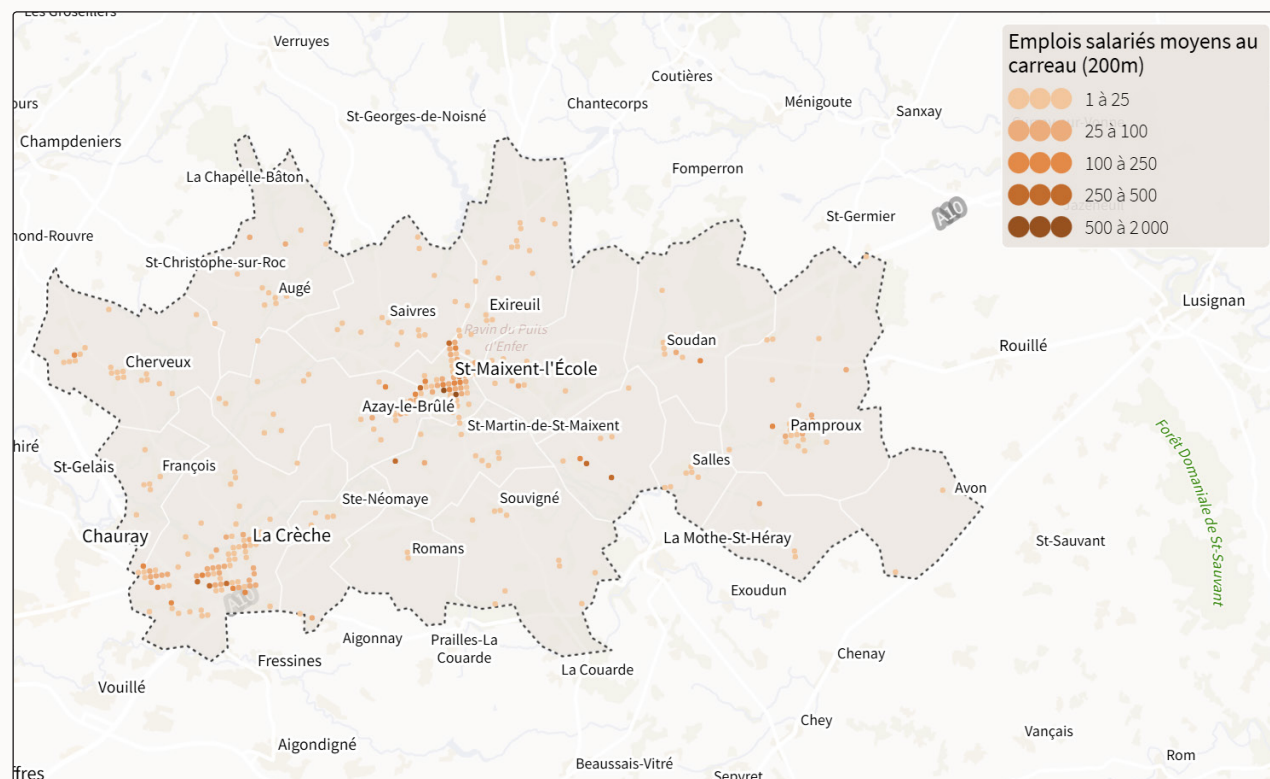 Les Groseillers
Verruyes
Emplois salariés moyens au
carreau (200m)
1 à 25
25 à 100
100 à 250
250 à 500
500 à 2 000
Coutières
Chantecorps
Ménigoute
Sanxay
ours
St-Georges-de-Noisné
Champdeniers
Fomperron
La Chapelle-Bâton
St-Germier
A10
mond-Rouvre
St-Christophe-sur-Roc
Augé
Lusignan
Saivres
Exireuil
Ravin du Puits
d'Enfer
Soudan
Rouillé
Cherveux
St-Maixent-l'École
Azay-le-Brûlé
St-Martin-de-St-Maixent
Pamproux
Forêt Domaniale de St-Sauvant
hiré
St-Gelais
François
Salles
Avon
Ste-Néomaye
Souvigné
Chauray
La Crèche
La Mothe-St-Héray
St-Sauvant
Romans
Exoudun
A10
Aigonnay
Prailles-La
Couarde
Chenay
Fressines
La Couarde
Vouillé
Chey
Vançais
Aigondigné
Rom
Beaussais-Vitré
Sepvret
ffres